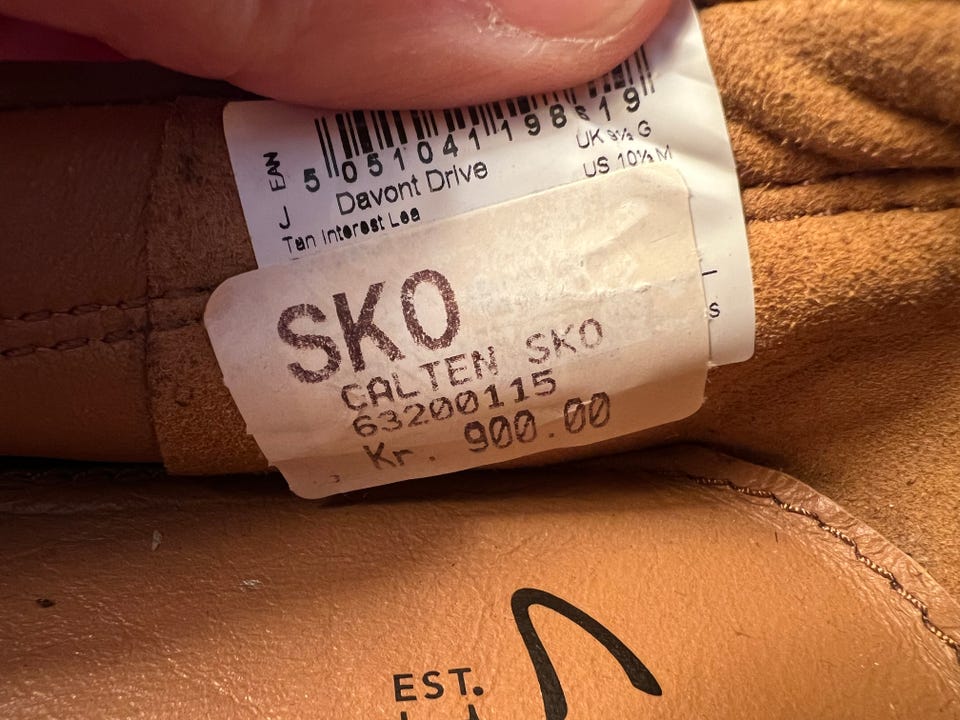 EAN
5 051041 198619
UK 9½ G
J Davont Drive
US 10½ M
Tan Interest Lea
SKO
CALTEN SKO
63200115
Kr. 900.00
EST.